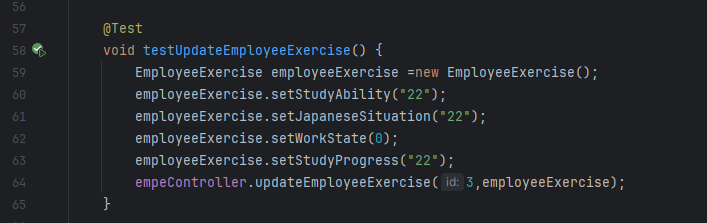 56
57 @Test
58 void testUpdateEmployeeExercise() {
59 EmployeeExercise employeeExercise =new EmployeeExercise();
60 employeeExercise.setStudyAbility("22");
61 employeeExercise.setJapaneseSituation("22");
62 employeeExercise.setWorkState(0);
63 employeeExercise.setStudyProgress("22");
64 empeController.updateEmployeeExercise( id: 3,employeeExercise);
65 }